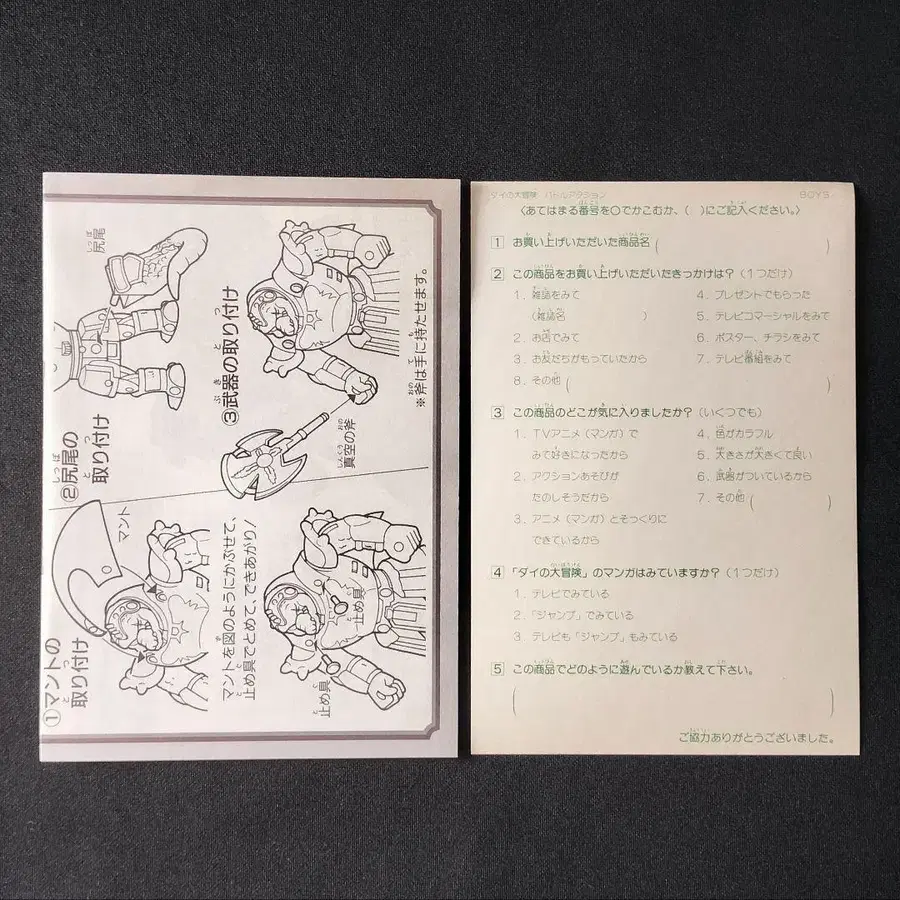 ①マントの
取り付け
マント
マントを図のようにかぶせて、
止め具でとめて、できあがり！
止め具
止め具
②尻尾の
取り付け
尻尾
③武器の取り付け
真空の斧
※斧は手に持たせます。
ダイの大冒険 バトルアクション
BOYS
〈あてはまる番号を○でかこむか、( )にご記入ください。〉
1 お買い上げいただいた商品名( )
2 この商品をお買い上げいただいたきっかけは？(1つだけ)
1. 雑誌をみて
(雑誌名 )
2. お店でみて
3. お友だちがもっていたから
4. プレゼントでもらった
5. テレビコマーシャルをみて
6. ポスター、チラシをみて
7. テレビ番組をみて
8. その他( )
3 この商品のどこが気に入りましたか？(いくつでも)
1. TVアニメ(マンガ)で
みて好きになったから
2. アクションあそびが
たのしそうだから
3. アニメ(マンガ)とそっくりに
できているから
4. 色がカラフル
5. 大きさが大きくて良い
6. 武器がついているから
7. その他( )
4 「ダイの大冒険」のマンガはみていますか？(1つだけ)
1. テレビでみている
2. 「ジャンプ」でみている
3. テレビも「ジャンプ」もみている
5 この商品でどのように遊んでいるか教えて下さい。
( )
ご協力ありがとうございました。